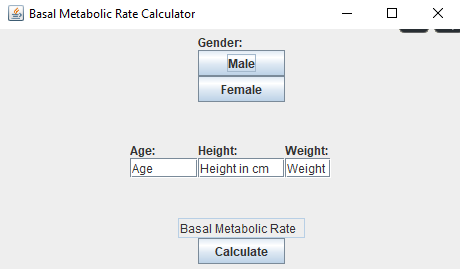 Basal Metabolic Rate Calculator
Gender:
Male
Female
Age: Height: Weight:
Age Height in cm Weight
Basal Metabolic Rate
Calculate